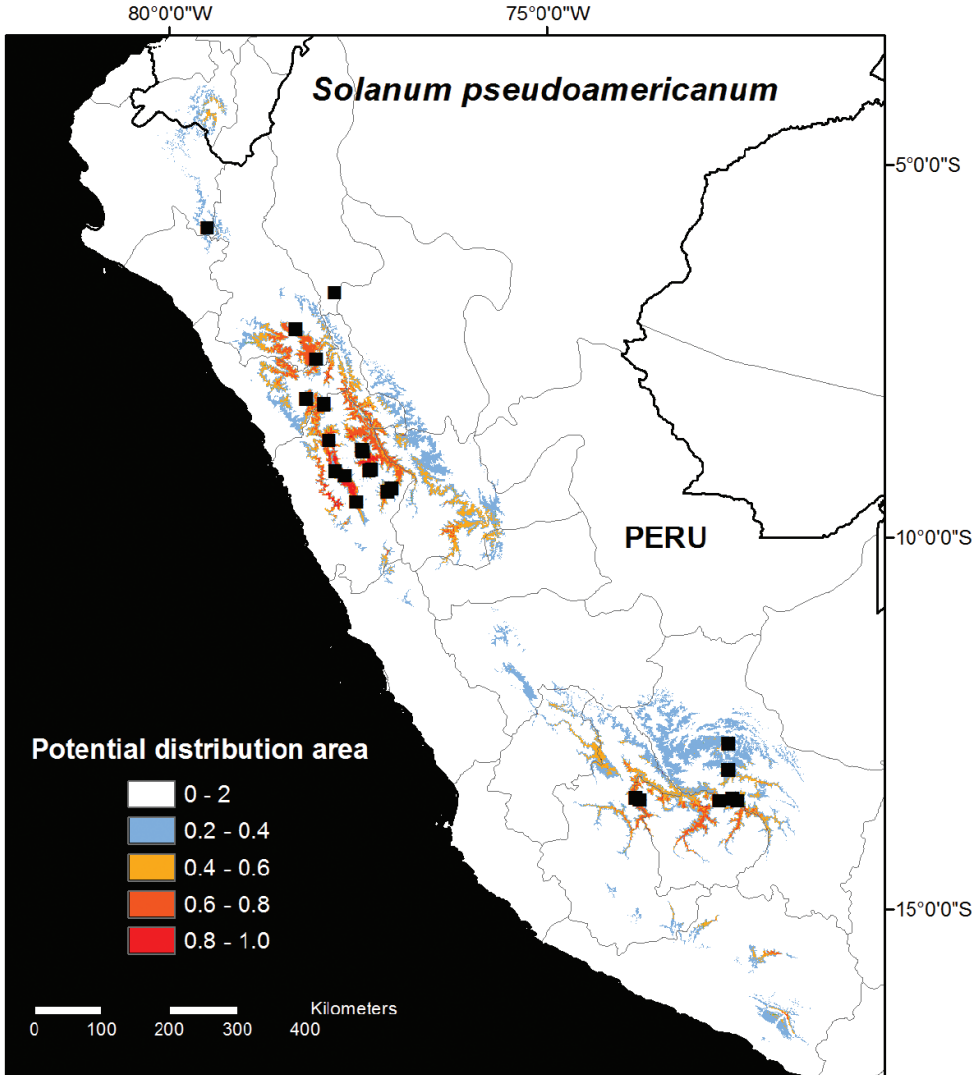 80°0'0"W 75°0'0"W
Solanum pseudoamericanum
5°0'0"S
PERU
10°0'0"S
Potential distribution area
0 - 2
0.2 - 0.4
0.4 - 0.6
0.6 - 0.8
0.8 - 1.0
15°0'0"S
Kilometers
0 100 200 300 400